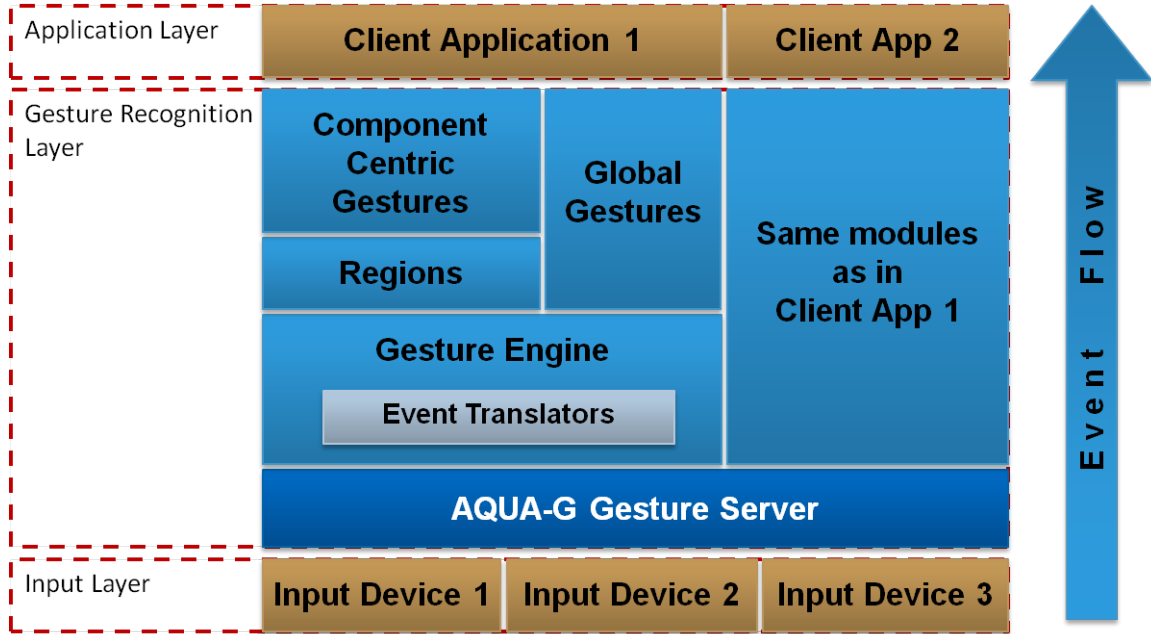 Application Layer
Client Application 1
Client App 2
Gesture Recognition
Layer
Component
Centric
Gestures
Global
Gestures
Regions
Same modules
as in
Client App 1
Gesture Engine
Event Translators
AQUA-G Gesture Server
Input Layer
Input Device 1
Input Device 2
Input Device 3
Event Flow